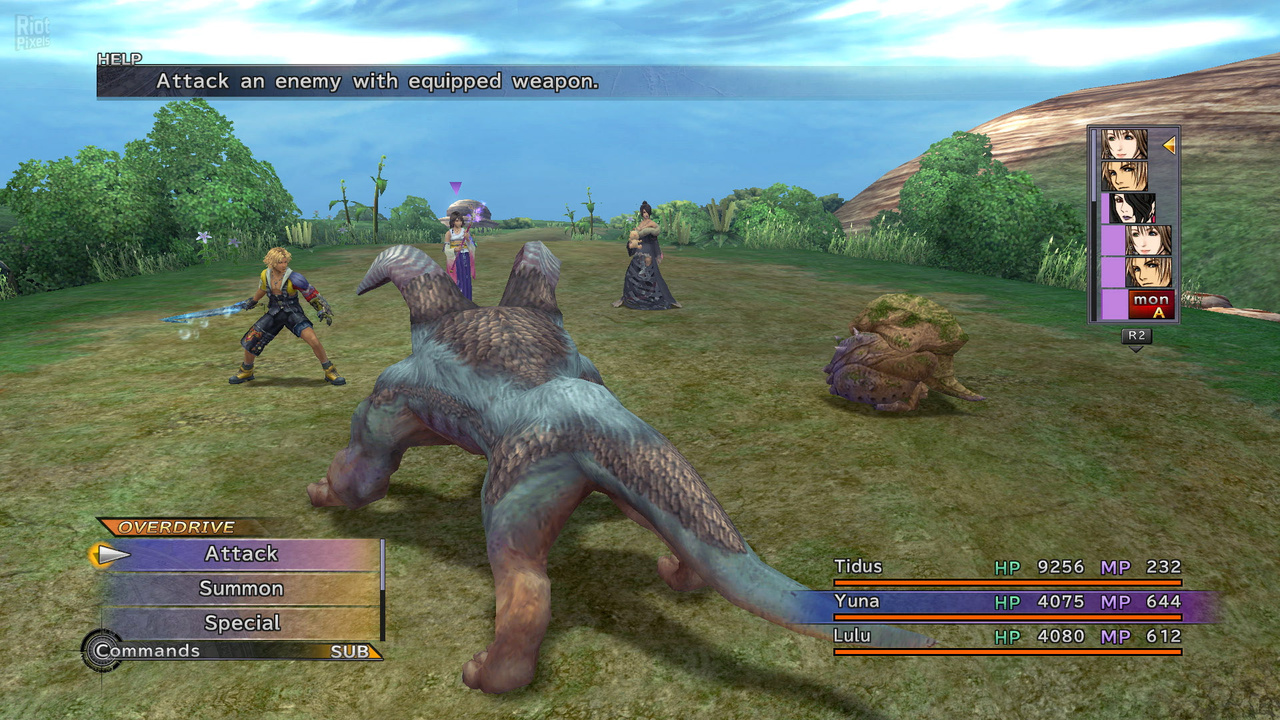 Riot
Pixels
HELP
Attack an enemy with equipped weapon.
mon
A
R2
OVERDRIVE
Attack
Summon
Special
Commands SUB
Tidus HP 9256 MP 232
Yuna HP 4075 MP 644
Lulu HP 4080 MP 612